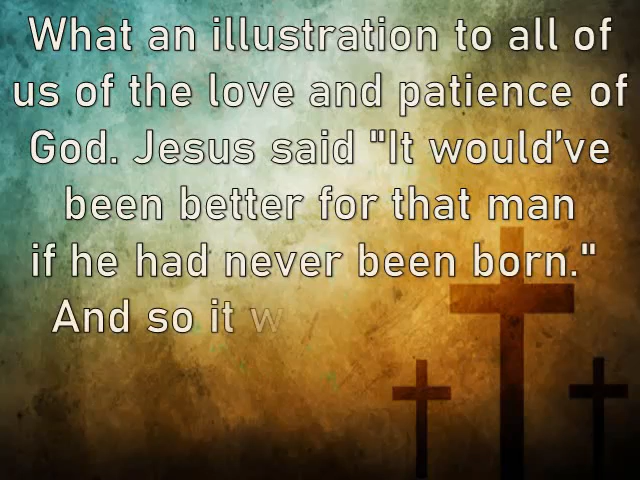 What an illustration to all of
us of the love and patience of
God. Jesus said "It would’ve
been better for that man
if he had never been born."
And so it w